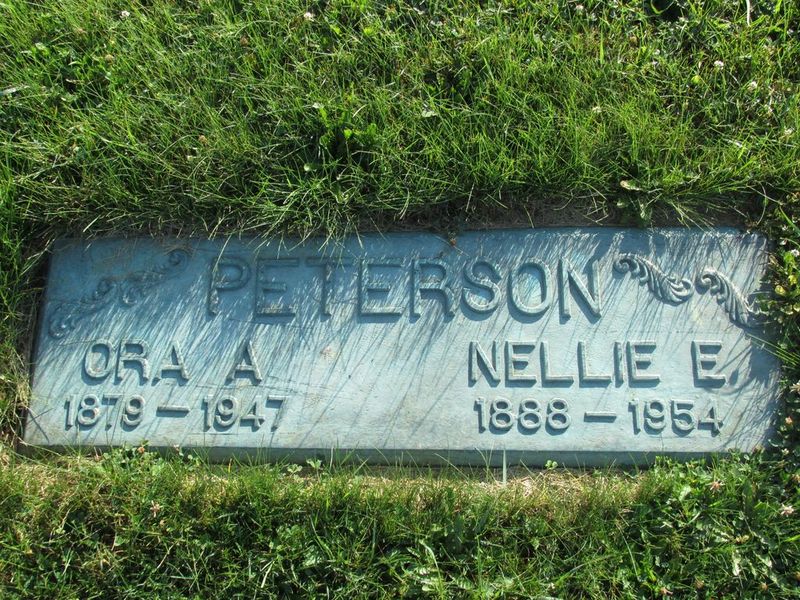 PETERSON
ORA A NELLIE E.
1879 – 1947 1888 – 1954